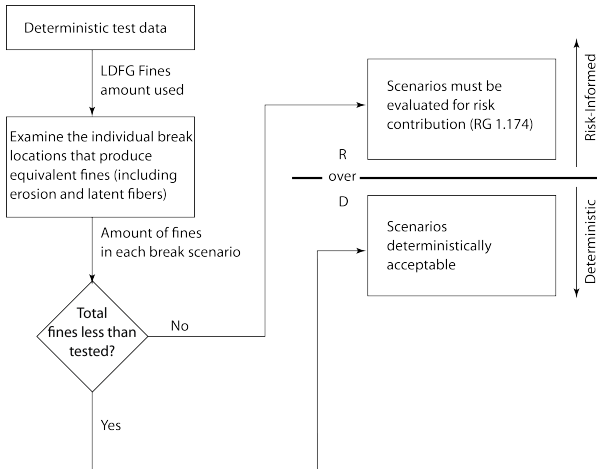 Deterministic test data
LDFG Fines
amount used
Examine the individual break
locations that produce
equivalent fines (including
erosion and latent fibers)
Amount of fines
in each break scenario
Total
fines less than
tested?
No
Yes
Scenarios must be
evaluated for risk
contribution (RG 1.174)
R
over
D
Scenarios
deterministically
acceptable
Risk-Informed
Deterministic